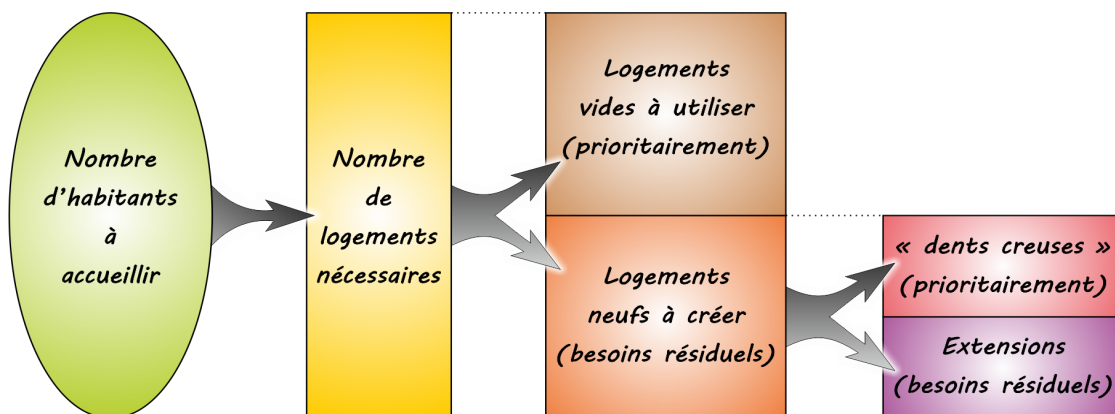 Nombre
d'habitants
à
accueillir
Nombre
de
logements
nécessaires
Logements
vides à utiliser
(prioritairement)
Logements
neufs à créer
(besoins résiduels)
« dents creuses »
(prioritairement)
Extensions
(besoins résiduels)